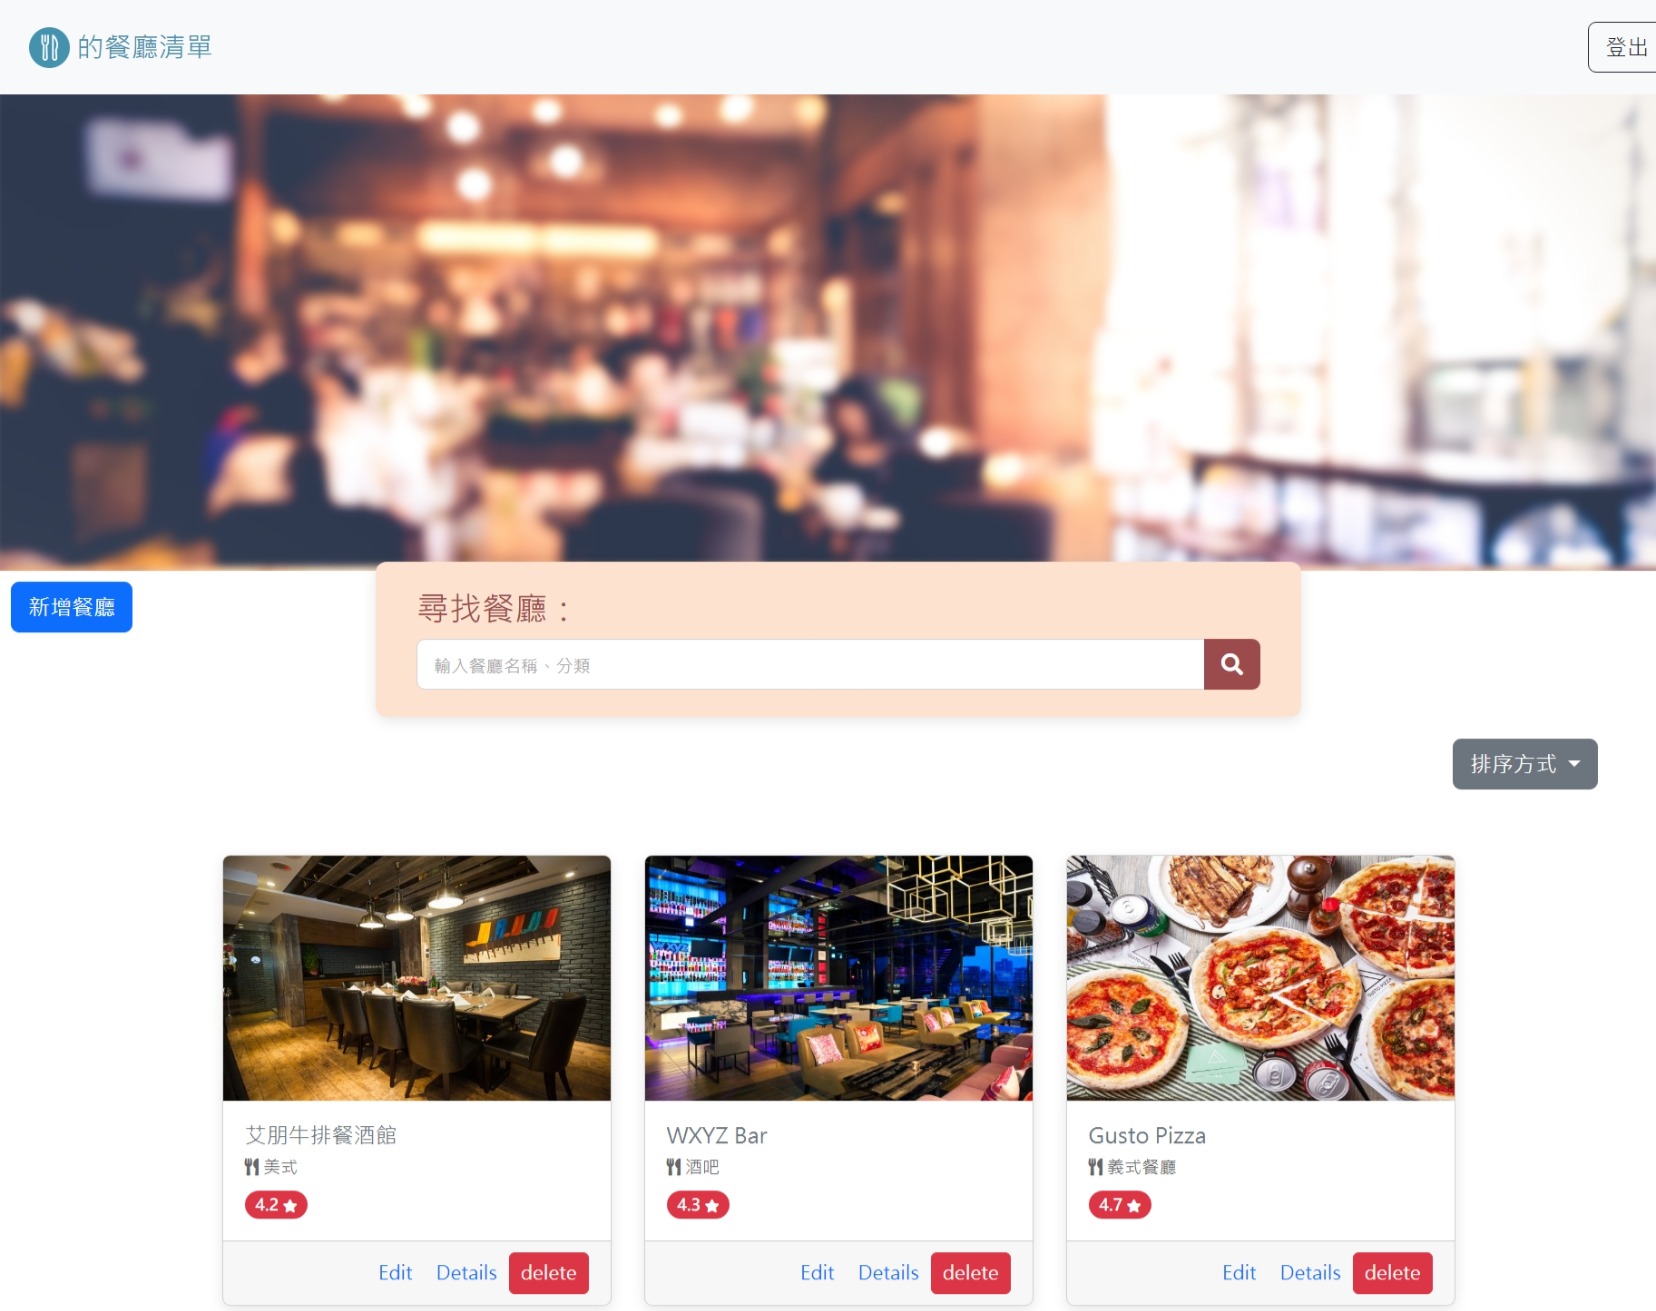 的餐廳清單
登出
新增餐廳
尋找餐廳：
輸入餐廳名稱、分類
排序方式
WXYZ
艾朋牛排餐酒館
美式
4.2
Edit Details delete
WXYZ Bar
酒吧
4.3
Edit Details delete
Gusto Pizza
義式餐廳
4.7
Edit Details delete